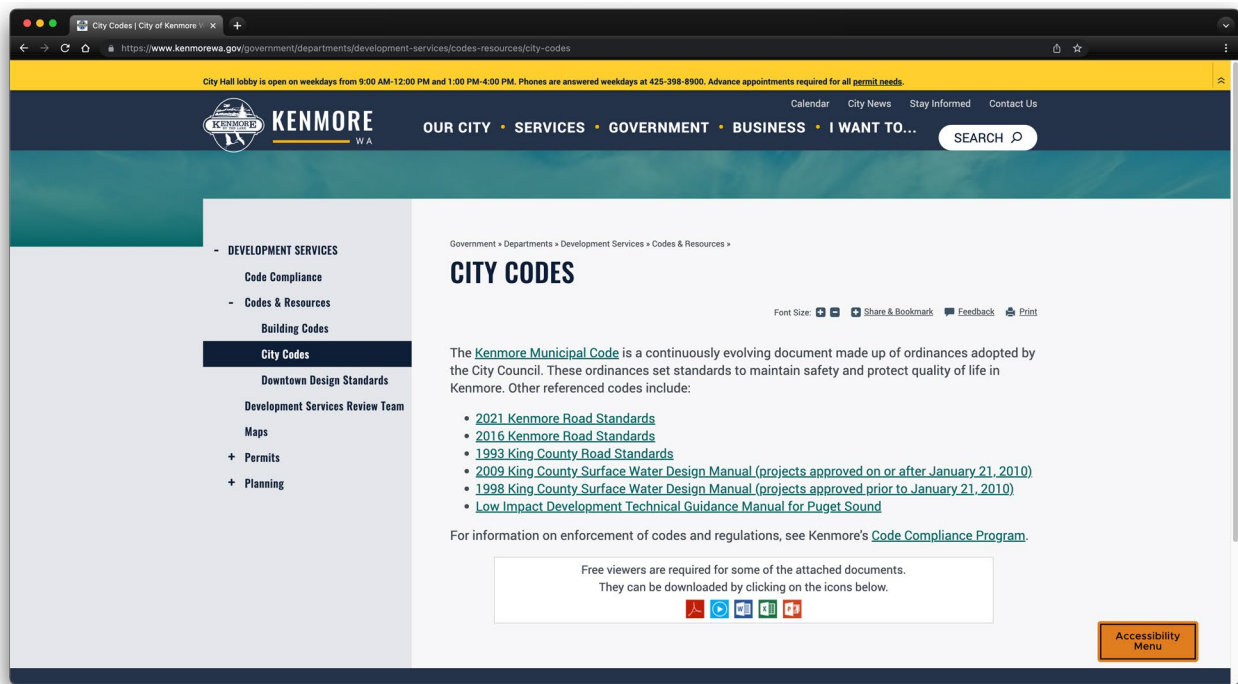 City Codes | City of Kenmore W
https://www.kenmorewa.gov/government/departments/development-services/codes-resources/city-codes
City Hall lobby is open on weekdays from 9:00 AM-12:00 PM and 1:00 PM-4:00 PM. Phones are answered weekdays at 425-398-8900. Advance appointments required for all permit needs.
Calendar City News Stay Informed Contact Us
KENMORE
KENMORE
WA
OUR CITY • SERVICES • GOVERNMENT • BUSINESS • I WANT TO...
SEARCH
- DEVELOPMENT SERVICES
Code Compliance
- Codes & Resources
Building Codes
City Codes
Downtown Design Standards
Development Services Review Team
Maps
+ Permits
+ Planning
Government » Departments » Development Services » Codes & Resources »
CITY CODES
Font Size: + - + Share & Bookmark Feedback Print
The Kenmore Municipal Code is a continuously evolving document made up of ordinances adopted by
the City Council. These ordinances set standards to maintain safety and protect quality of life in
Kenmore. Other referenced codes include:
• 2021 Kenmore Road Standards
• 2016 Kenmore Road Standards
• 1993 King County Road Standards
• 2009 King County Surface Water Design Manual (projects approved on or after January 21, 2010)
• 1998 King County Surface Water Design Manual (projects approved prior to January 21, 2010)
• Low Impact Development Technical Guidance Manual for Puget Sound
For information on enforcement of codes and regulations, see Kenmore's Code Compliance Program.
Free viewers are required for some of the attached documents.
They can be downloaded by clicking on the icons below.
Accessibility
Menu